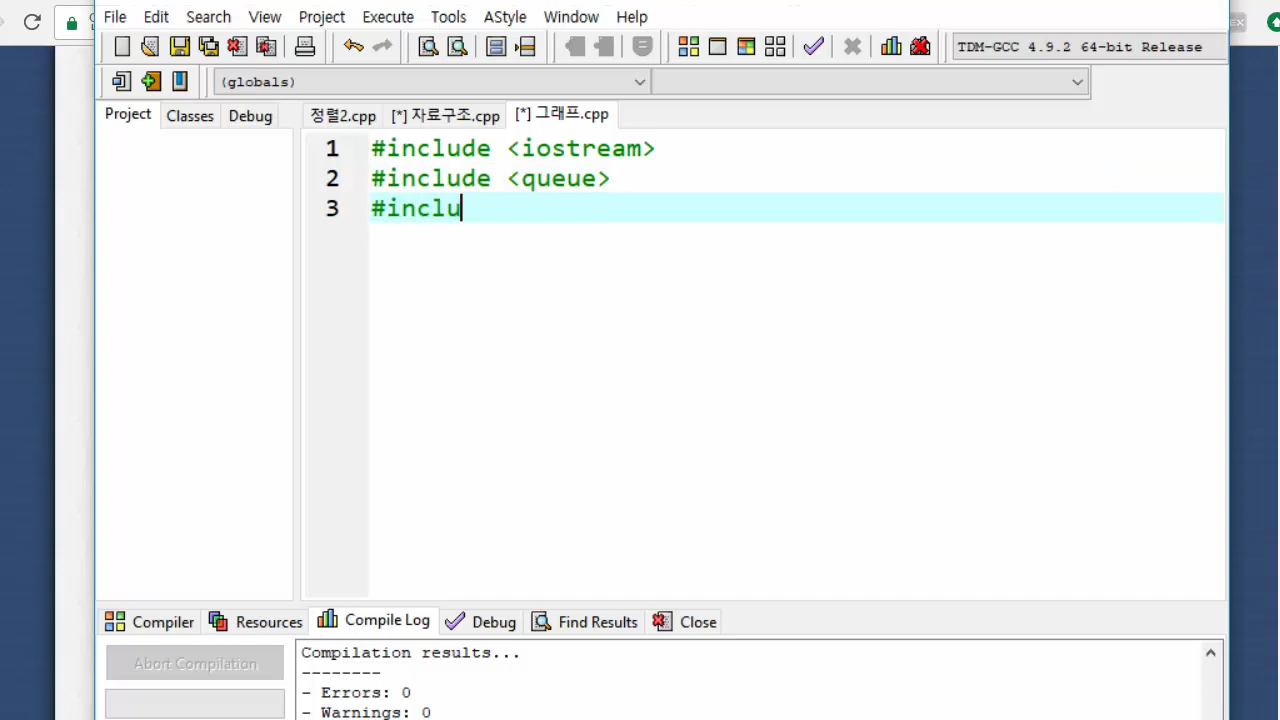 File Edit Search View Project Execute Tools AStyle Window Help
TDM-GCC 4.9.2 64-bit Release
(globals)
Project Classes Debug
정렬2.cpp [*] 자료구조.cpp [*] 그래프.cpp
1 #include <iostream>
2 #include <queue>
3 #inclu
Compiler Resources Compile Log Debug Find Results Close
Abort Compilation
Compilation results...
--------
- Errors: 0
- Warnings: 0